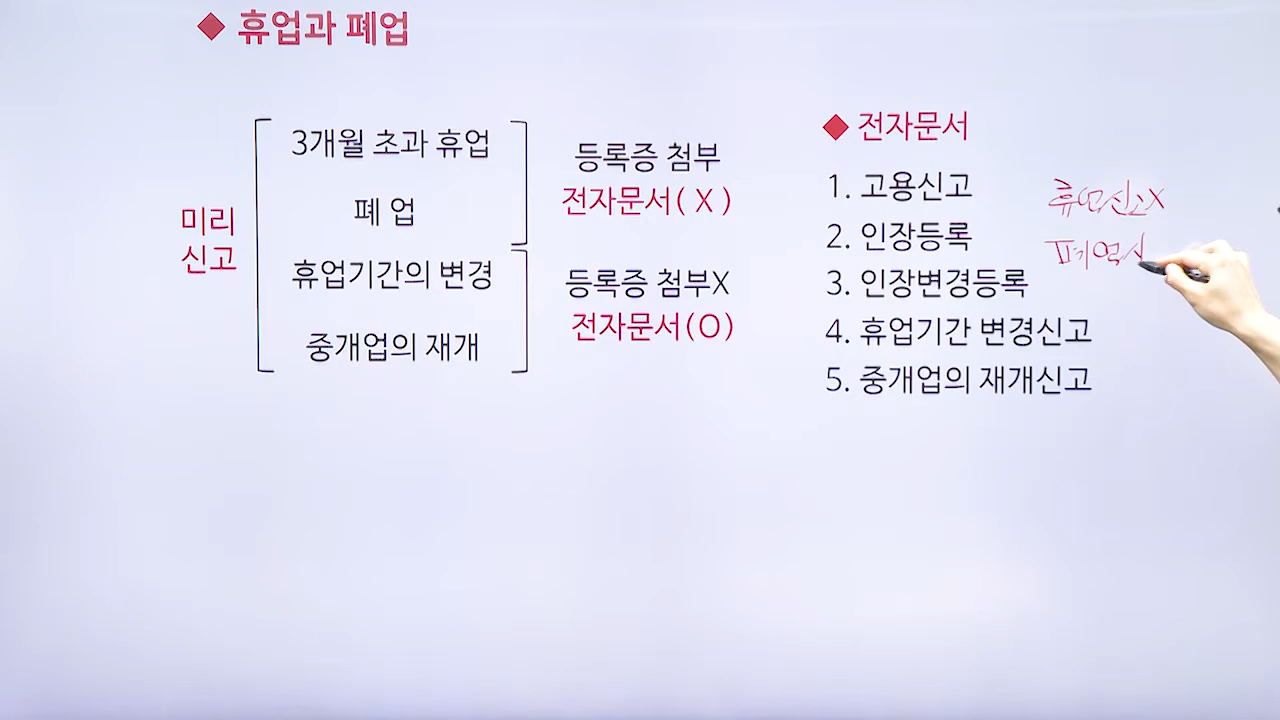 ◆ 휴업과 폐업
미리
신고
3개월 초과 휴업
폐 업
휴업기간의 변경
중개업의 재개
등록증 첨부
전자문서( X )
등록증 첨부X
전자문서(O)
◆ 전자문서
1. 고용신고
2. 인장등록
3. 인장변경등록
4. 휴업기간 변경신고
5. 중개업의 재개신고
휴업신고X
폐업신